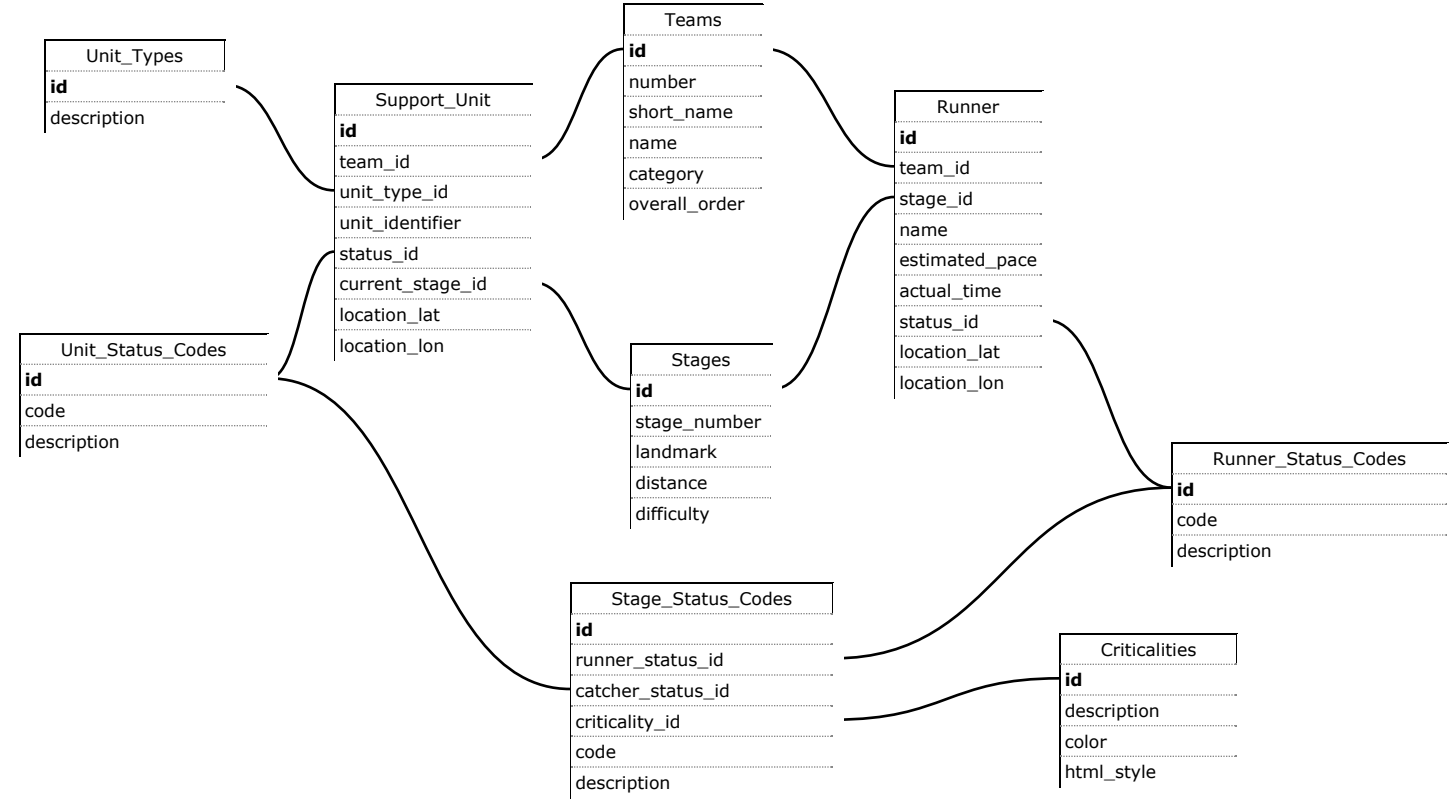 Unit_Types
id
description
Support_Unit
id
team_id
unit_type_id
unit_identifier
status_id
current_stage_id
location_lat
location_lon
Teams
id
number
short_name
name
category
overall_order
Runner
id
team_id
stage_id
name
estimated_pace
actual_time
status_id
location_lat
location_lon
Unit_Status_Codes
id
code
description
Stages
id
stage_number
landmark
distance
difficulty
Runner_Status_Codes
id
code
description
Stage_Status_Codes
id
runner_status_id
catcher_status_id
criticality_id
code
description
Criticalities
id
description
color
html_style